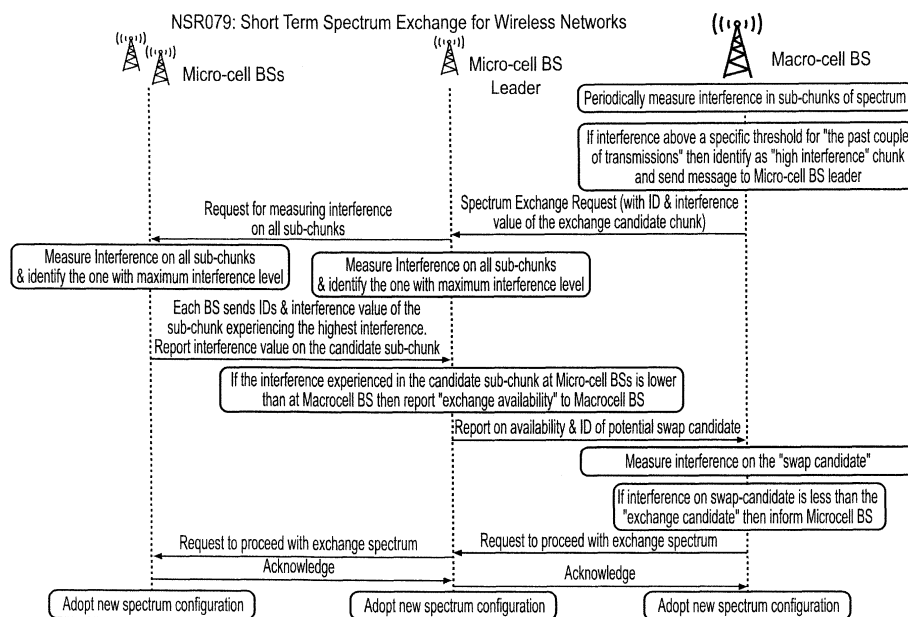 NSR079: Short Term Spectrum Exchange for Wireless Networks
Micro-cell BSs
Micro-cell BS
Leader
Macro-cell BS
Periodically measure interference in sub-chunks of spectrum
If interference above a specific threshold for "the past couple
of transmissions" then identify as "high interference" chunk
and send message to Micro-cell BS leader
Request for measuring interference
on all sub-chunks
Spectrum Exchange Request (with ID & interference
value of the exchange candidate chunk)
Measure Interference on all sub-chunks
& identify the one with maximum interference level
Measure Interference on all sub-chunks
& identify the one with maximum interference level
Each BS sends IDs & interference value of the
sub-chunk experiencing the highest interference.
Report interference value on the candidate sub-chunk
If the interference experienced in the candidate sub-chunk at Micro-cell BSs is lower
than at Macrocell BS then report "exchange availability" to Macrocell BS
Report on availability & ID of potential swap candidate
Measure interference on the "swap candidate"
If interference on swap-candidate is less than the
"exchange candidate" then inform Microcell BS
Request to proceed with exchange spectrum
Request to proceed with exchange spectrum
Acknowledge
Acknowledge
Adopt new spectrum configuration
Adopt new spectrum configuration
Adopt new spectrum configuration